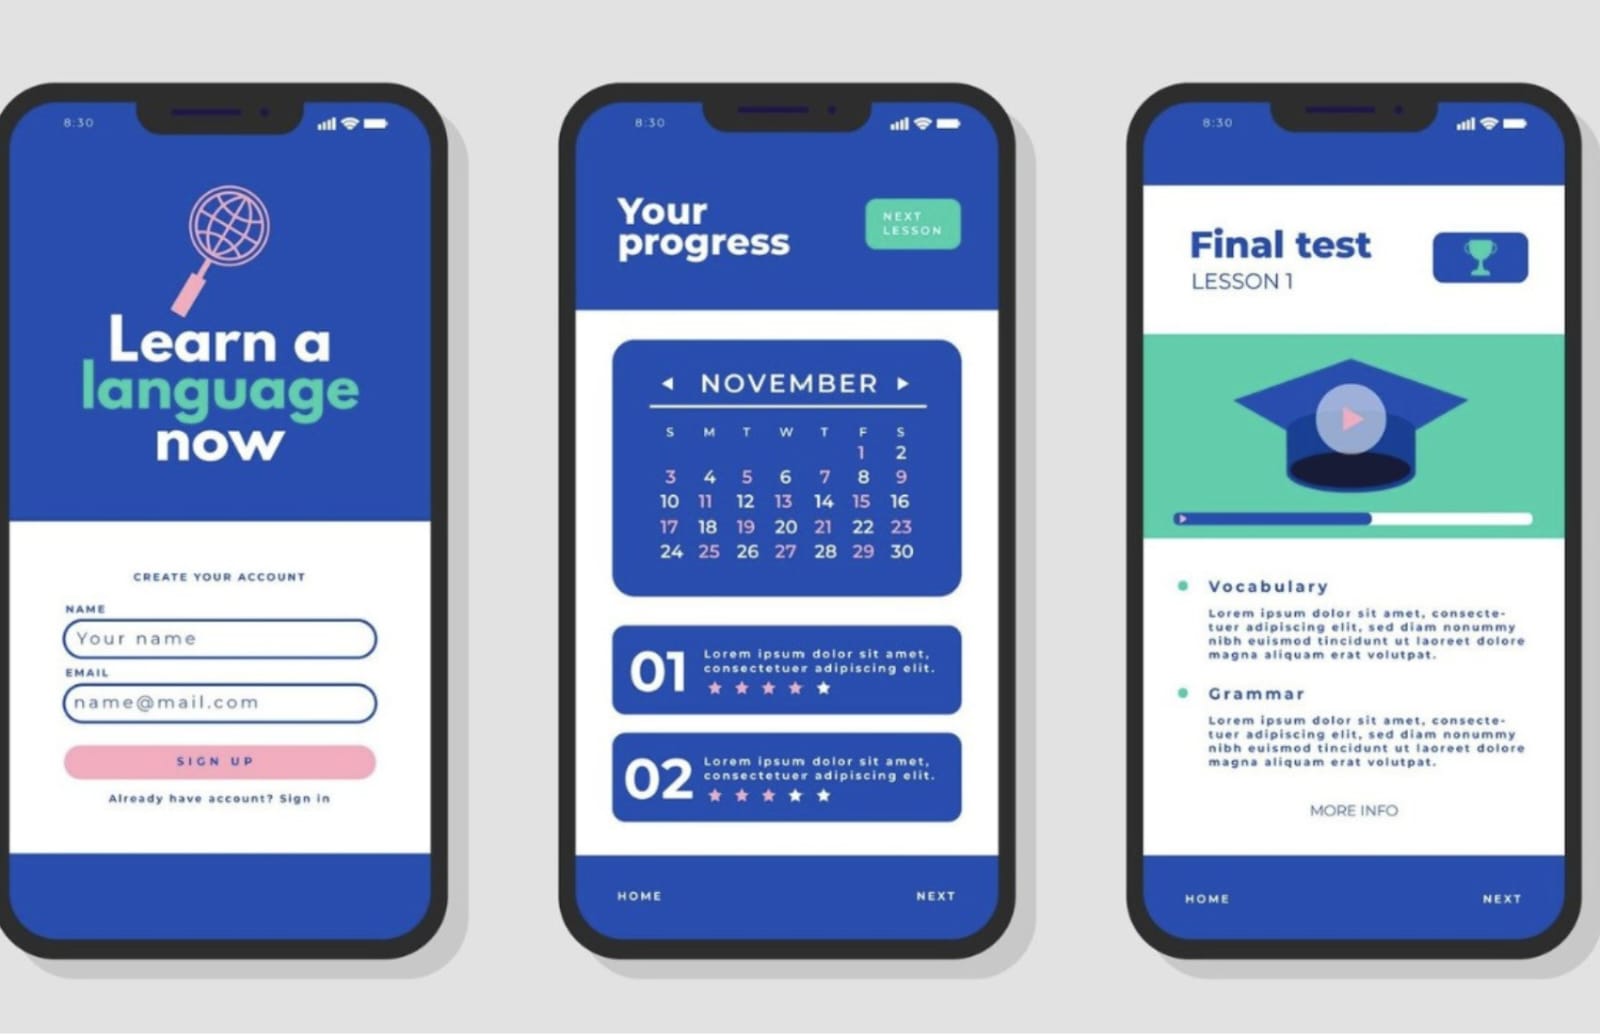 8:30
Learn a
language
now
CREATE YOUR ACCOUNT
NAME
Your name
EMAIL
name@mail.com
SIGN UP
Already have account? Sign in
8:30
Your
progress
NEXT
LESSON
NOVEMBER
S M T W T F S
1 2
3 4 5 6 7 8 9
10 11 12 13 14 15 16
17 18 19 20 21 22 23
24 25 26 27 28 29 30
01
Lorem ipsum dolor sit amet,
consectetuer adipiscing elit.
02
Lorem ipsum dolor sit amet,
consectetuer adipiscing elit.
HOME NEXT
8:30
Final test
LESSON 1
Vocabulary
Lorem ipsum dolor sit amet, consecte-
tuer adipiscing elit, sed diam nonummy
nibh euismod tincidunt ut laoreet dolore
magna aliquam erat volutpat.
Grammar
Lorem ipsum dolor sit amet, consecte-
tuer adipiscing elit, sed diam nonummy
nibh euismod tincidunt ut laoreet dolore
magna aliquam erat volutpat.
MORE INFO
HOME NEXT